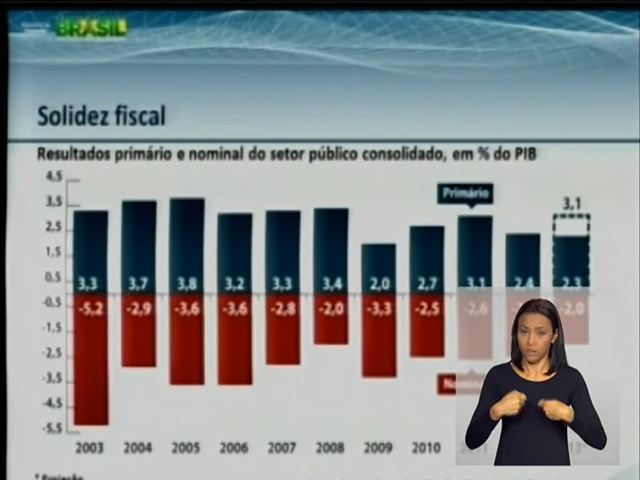 BRASIL
Solidez fiscal
Resultados primário e nominal do setor público consolidado, em % do PIB
4,5
3,5
2,5
1,5
0,5
-0,5
-1,5
-2,5
-3,5
-4,5
-5,5
Primário
3,1
3,3 3,7 3,8 3,2 3,3 3,4 2,0 2,7 3,1 2,4 2,3
-5,2 -2,9 -3,6 -3,6 -2,8 -2,0 -3,3 -2,5 -2,6 -2,0
2003 2004 2005 2006 2007 2008 2009 2010
* Projeção